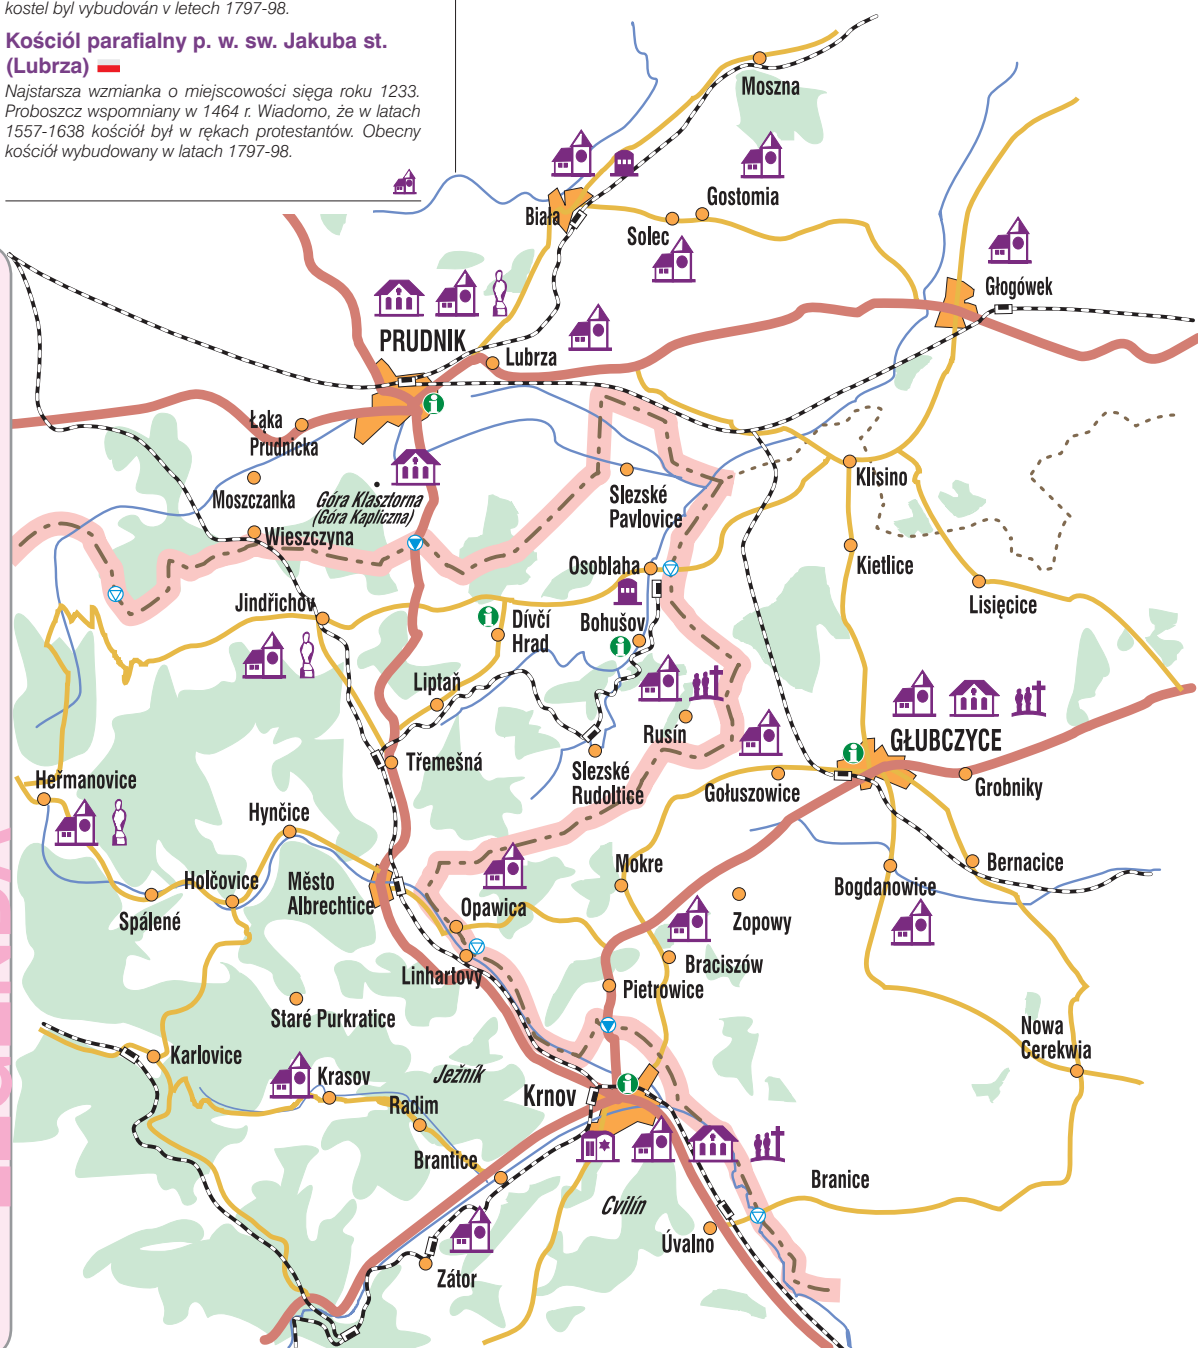 kostel byl vybudován v letech 1797-98.
Kościól parafialny p. w. sw. Jakuba st.
(Lubrza)
Najstarsza wzmianka o miejscowości sięga roku 1233.
Proboszcz wspomniany w 1464 r. Wiadomo, że w latach
1557-1638 kościół był w rękach protestantów. Obecny
kościół wybudowany w latach 1797-98.
Moszna
Gostomia
Biała
Solec
Głogówek
PRUDNIK
Lubrza
Łąka
Prudnicka
Moszczanka
Góra Klasztorna
(Góra Kapliczna)
Wieszczyna
Slezské
Pavlovice
Klisino
Kietlice
Lisięcice
Osoblaha
Jindřichov
Dívčí
Hrad
Bohušov
Liptaň
Rusín
Třemešná
Slezské
Rudoltice
GŁUBCZYCE
Gołuszowice
Grobniky
Heřmanovice
Hynčice
Holčovice
Město
Albrechtice
Spálené
Opawica
Mokre
Zopowy
Bogdanowice
Bernacice
Linhartovy
Braciszów
Pietrowice
Staré Purkratice
Nowa
Cerekwia
Karlovice
Krasov
Ježník
Radim
Krnov
Brantice
Cvilín
Branice
Úvalno
Zátor